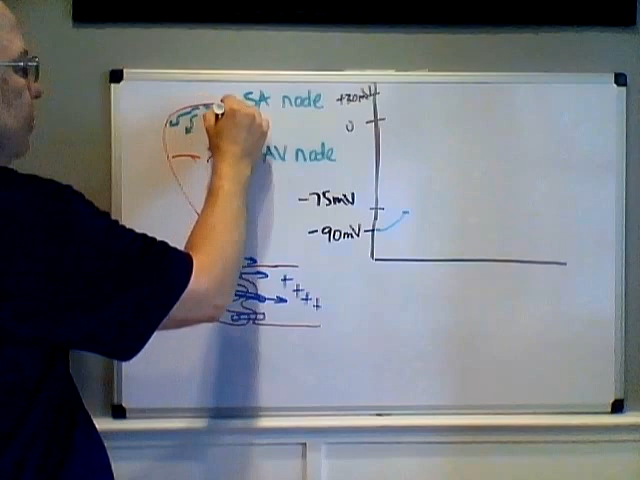 SA node
AV node
+20mV
0
-75mV
-90mV
+ + + +